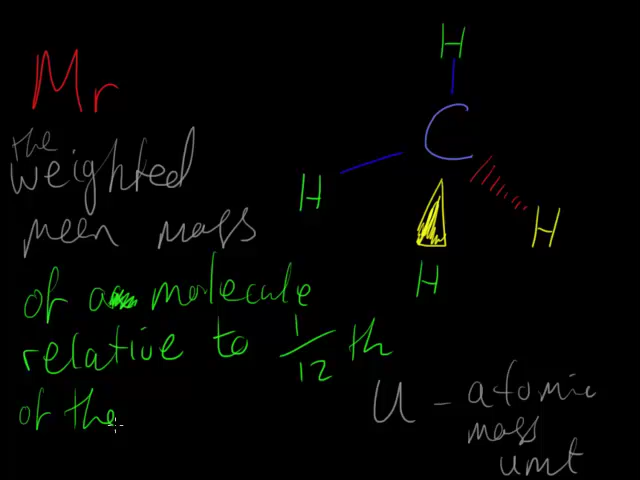 Mr
the
weighted
meen mass
of a molecule
relative to 1/12 th
of the
H
C
H
H
H
u - atomic
mass
unit